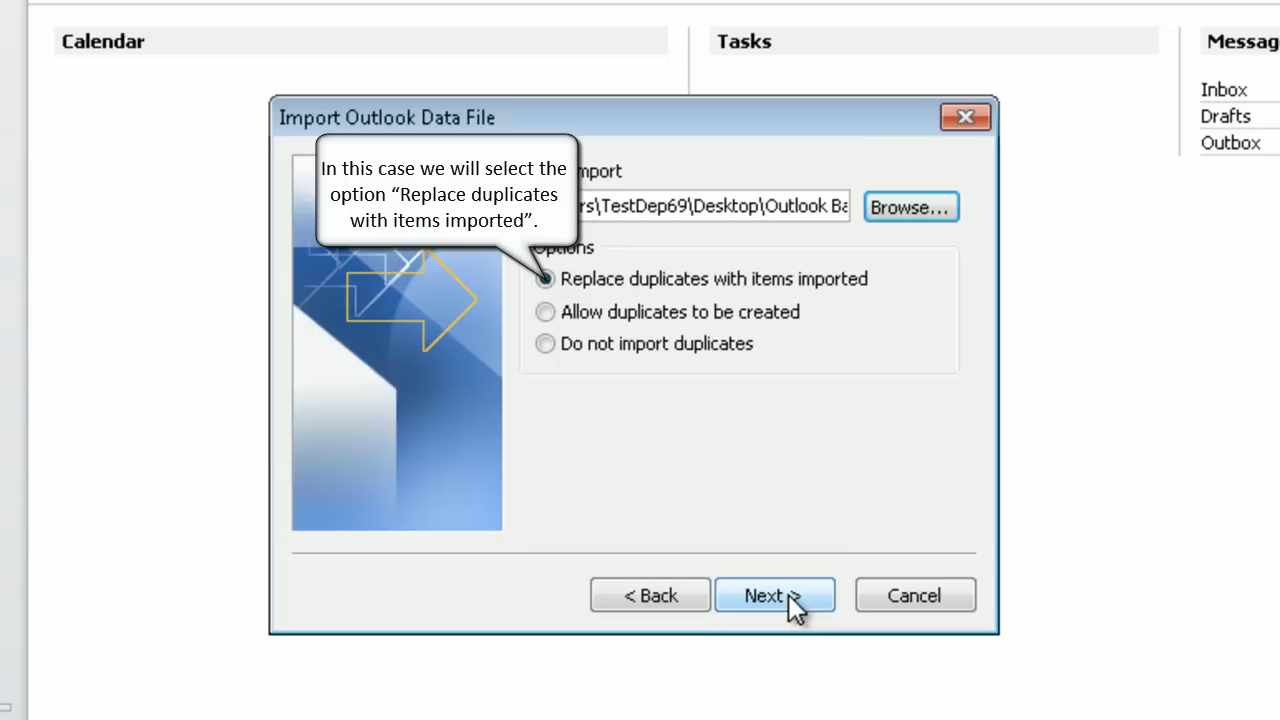 Calendar
Tasks
Messag
Inbox
Drafts
Outbox
Import Outlook Data File
In this case we will select the
option “Replace duplicates
with items imported”.
mport
rs\TestDep69\Desktop\Outlook Ba
Browse...
Options
Replace duplicates with items imported
Allow duplicates to be created
Do not import duplicates
< Back
Next >
Cancel